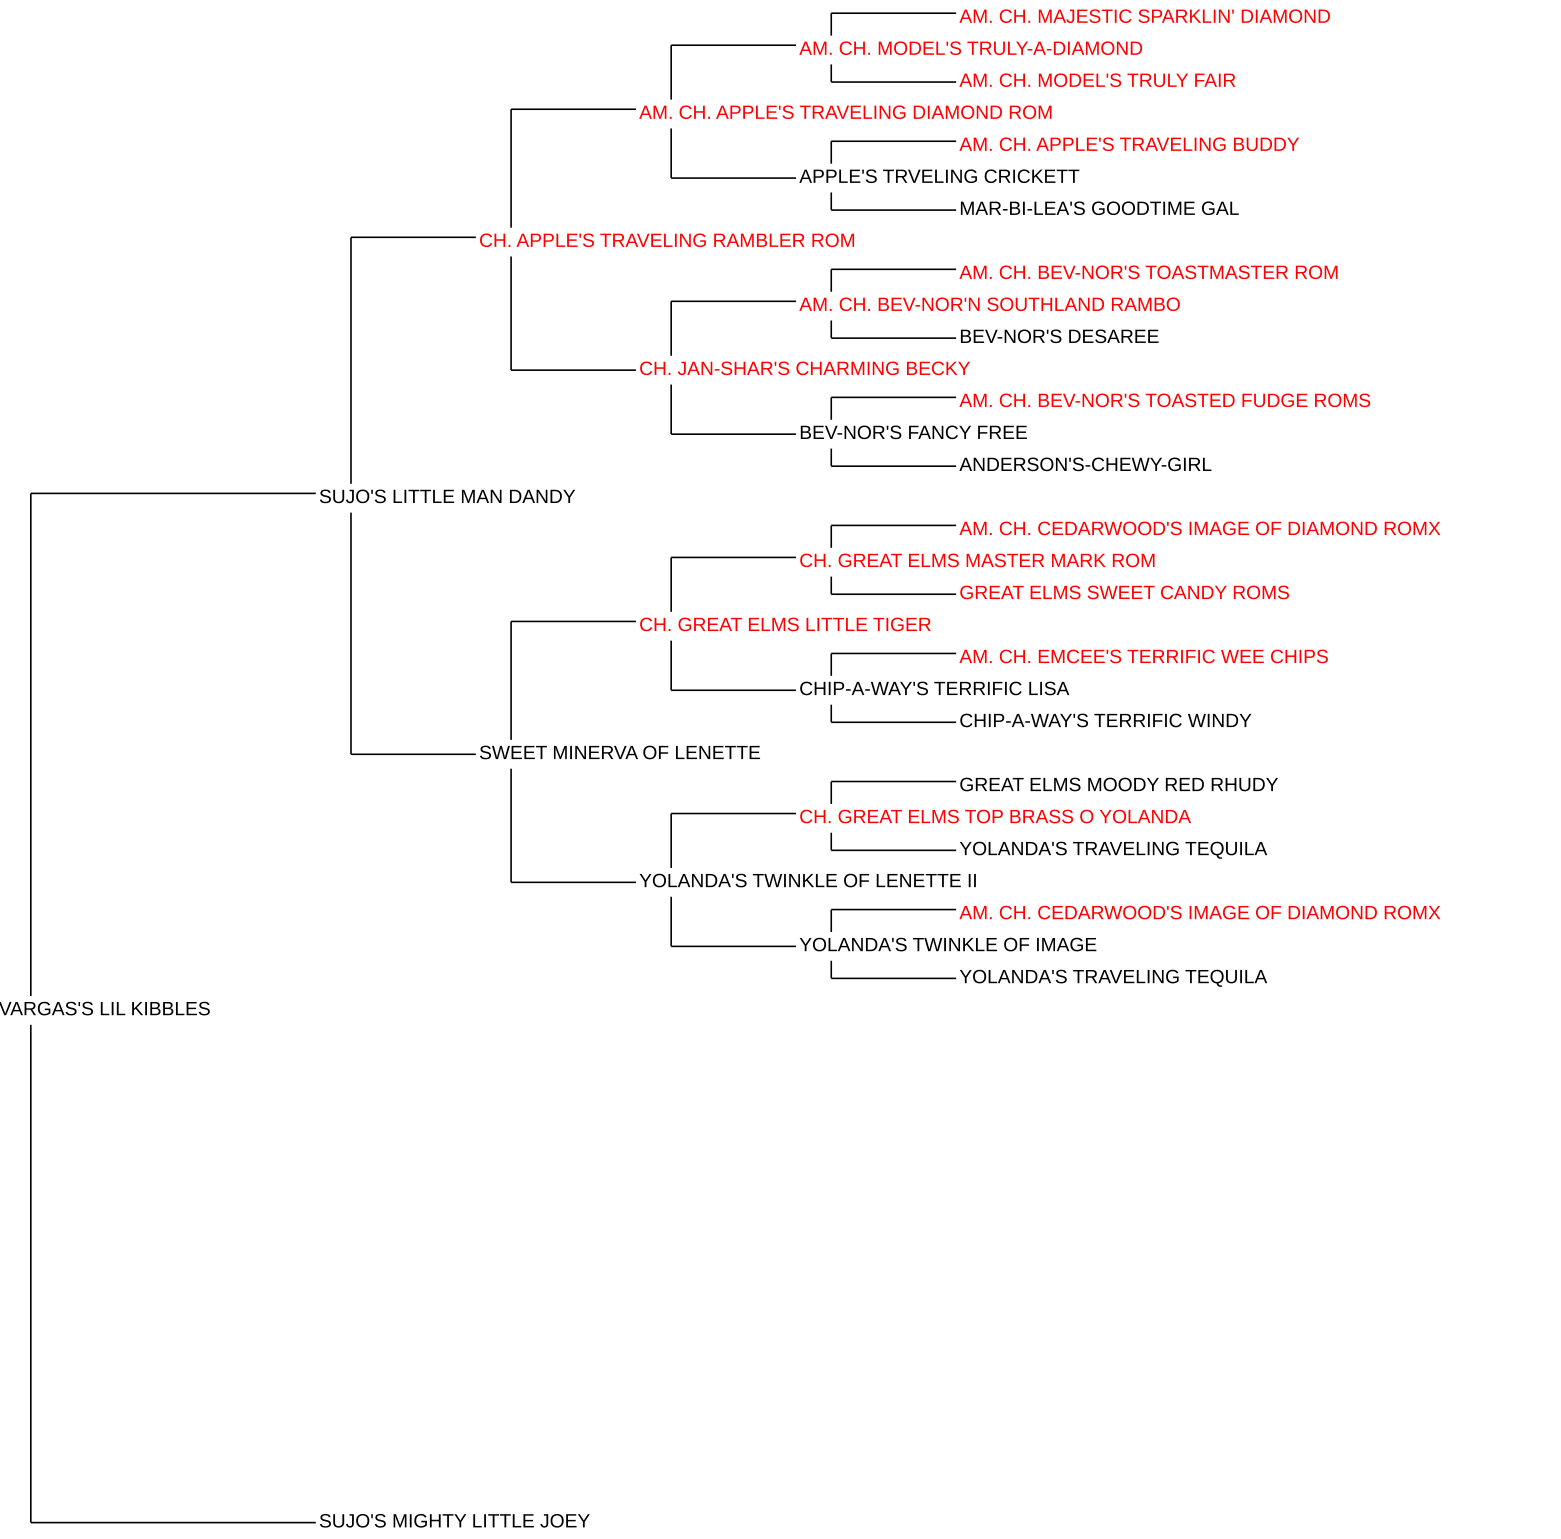 AM. CH. MAJESTIC SPARKLIN' DIAMOND
AM. CH. MODEL'S TRULY-A-DIAMOND
AM. CH. MODEL'S TRULY FAIR
AM. CH. APPLE'S TRAVELING DIAMOND ROM
AM. CH. APPLE'S TRAVELING BUDDY
APPLE'S TRVELING CRICKETT
MAR-BI-LEA'S GOODTIME GAL
CH. APPLE'S TRAVELING RAMBLER ROM
AM. CH. BEV-NOR'S TOASTMASTER ROM
AM. CH. BEV-NOR'N SOUTHLAND RAMBO
BEV-NOR'S DESAREE
CH. JAN-SHAR'S CHARMING BECKY
AM. CH. BEV-NOR'S TOASTED FUDGE ROMS
BEV-NOR'S FANCY FREE
ANDERSON'S-CHEWY-GIRL
SUJO'S LITTLE MAN DANDY
AM. CH. CEDARWOOD'S IMAGE OF DIAMOND ROMX
CH. GREAT ELMS MASTER MARK ROM
GREAT ELMS SWEET CANDY ROMS
CH. GREAT ELMS LITTLE TIGER
AM. CH. EMCEE'S TERRIFIC WEE CHIPS
CHIP-A-WAY'S TERRIFIC LISA
CHIP-A-WAY'S TERRIFIC WINDY
SWEET MINERVA OF LENETTE
GREAT ELMS MOODY RED RHUDY
CH. GREAT ELMS TOP BRASS O YOLANDA
YOLANDA'S TRAVELING TEQUILA
YOLANDA'S TWINKLE OF LENETTE II
AM. CH. CEDARWOOD'S IMAGE OF DIAMOND ROMX
YOLANDA'S TWINKLE OF IMAGE
YOLANDA'S TRAVELING TEQUILA
VARGAS'S LIL KIBBLES
SUJO'S MIGHTY LITTLE JOEY